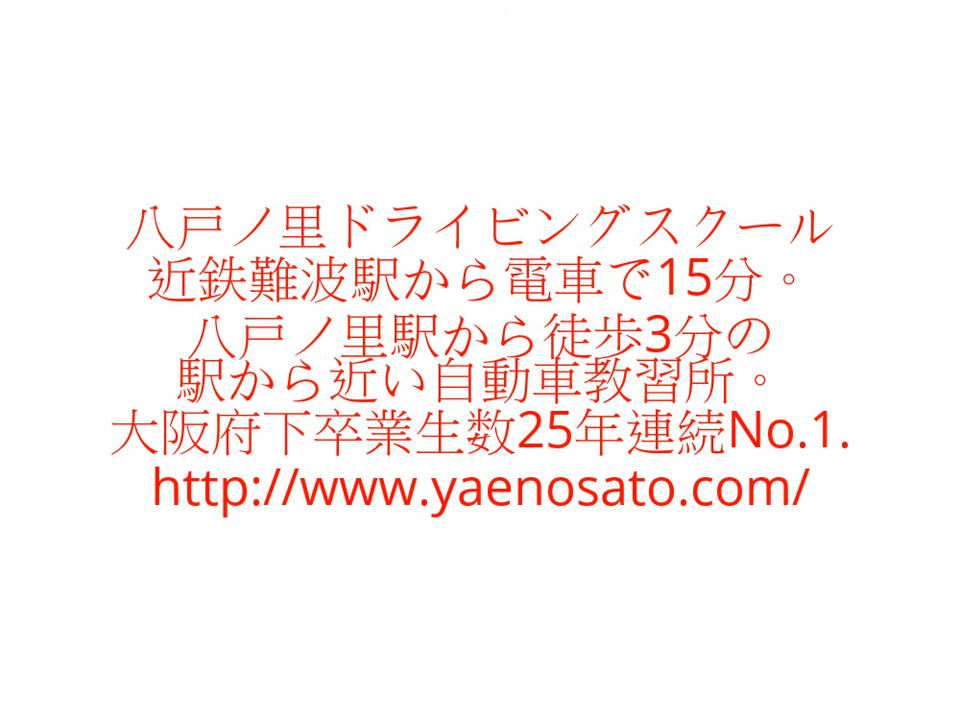 八戸ノ里ドライビングスクール
近鉄難波駅から電車で15分。
八戸ノ里駅から徒歩3分の
駅から近い自動車教習所。
大阪府下卒業生数25年連続No.1.
http://www.yaenosato.com/